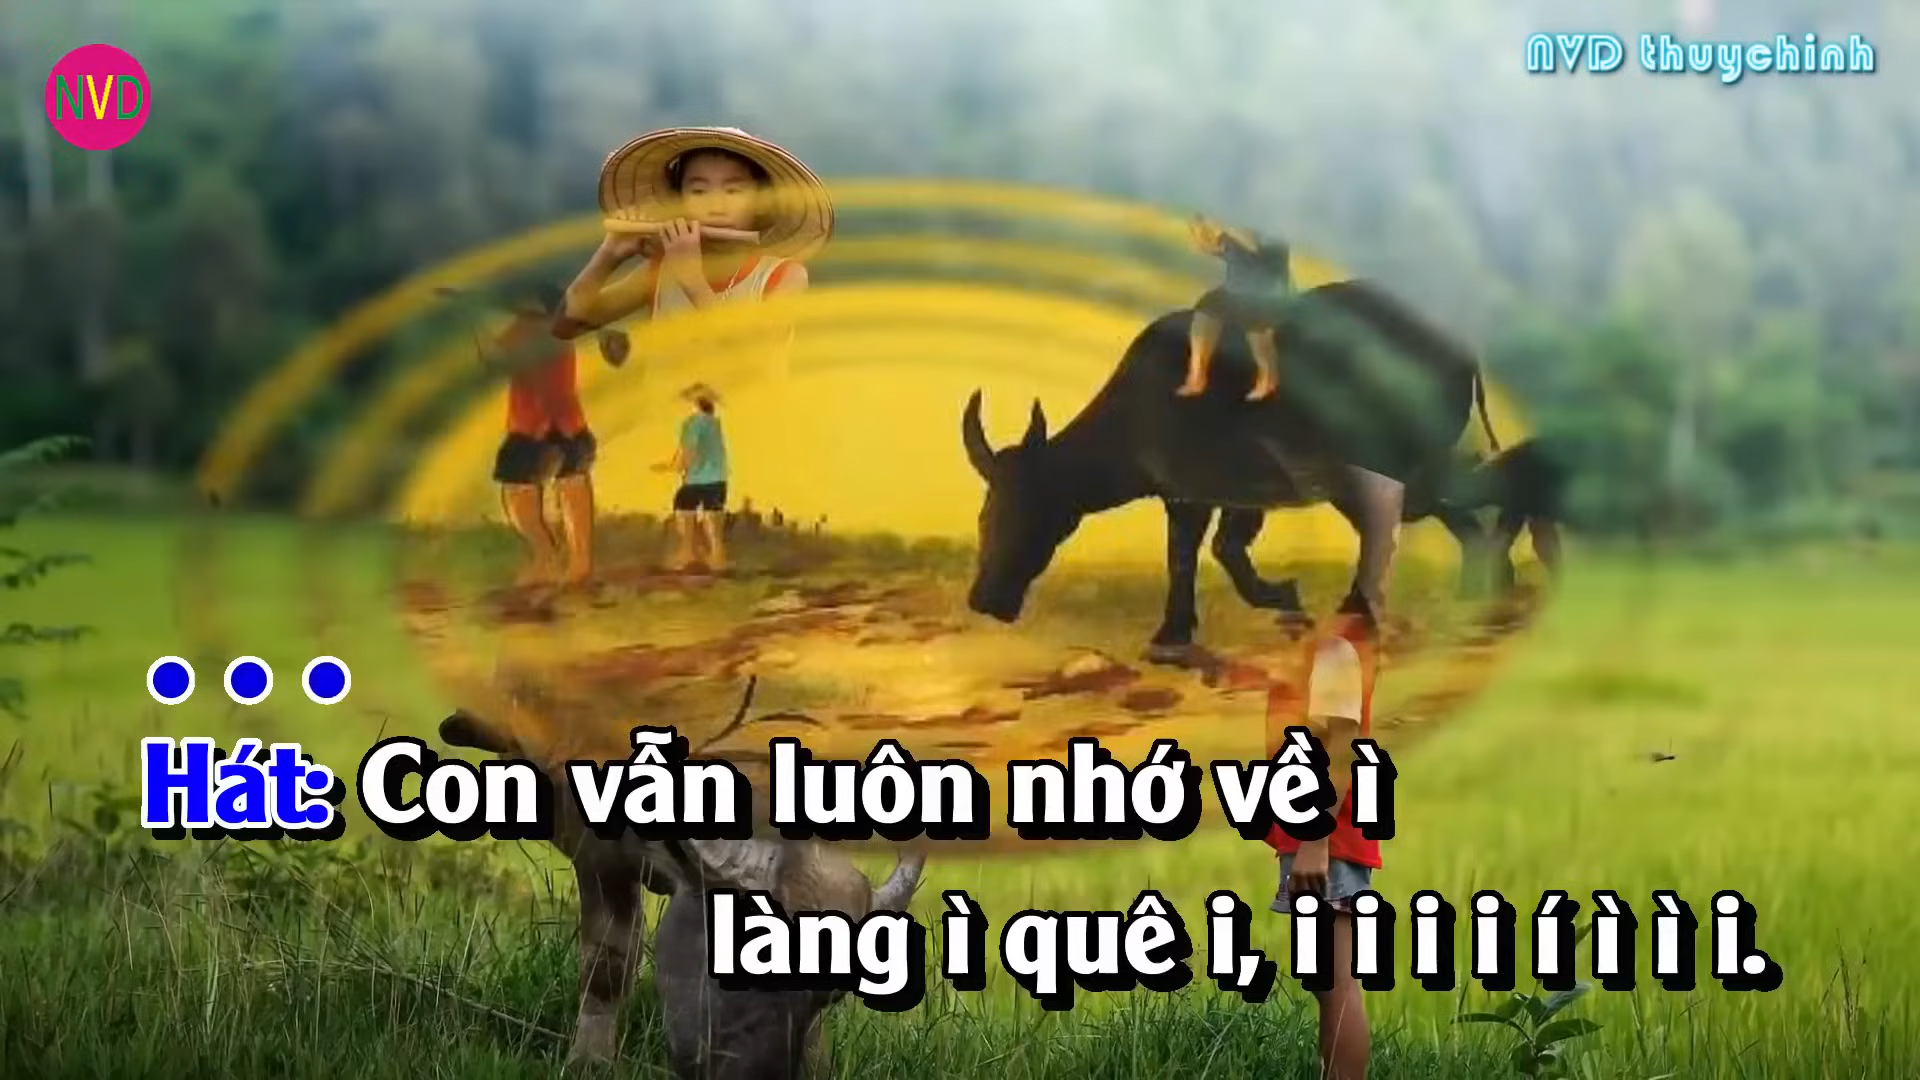 NVD
NVD thuychinh
Hát: Con vẫn luôn nhớ về ì
làng ì quê i, i i i i í ì ì i.